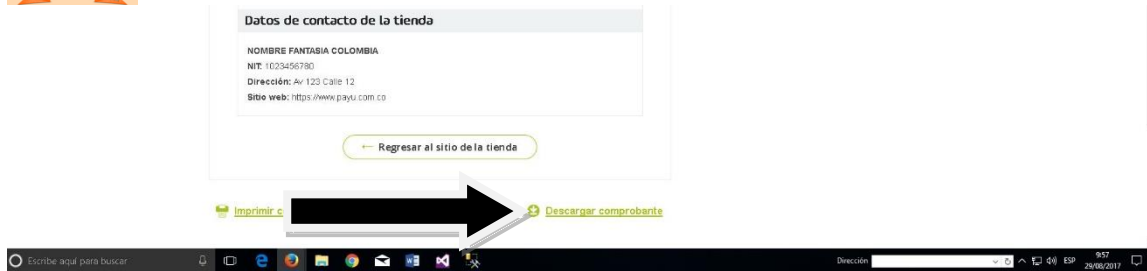 Datos de contacto de la tienda
NOMBRE FANTASIA COLOMBIA
NIT: 1023456780
Dirección: Av 123 Calle 12
Sitio web: https://www.payu.com.co
← Regresar al sitio de la tienda
Imprimir c
Descargar comprobante
Escribe aquí para buscar
Dirección
ESP
9:57
29/08/2017